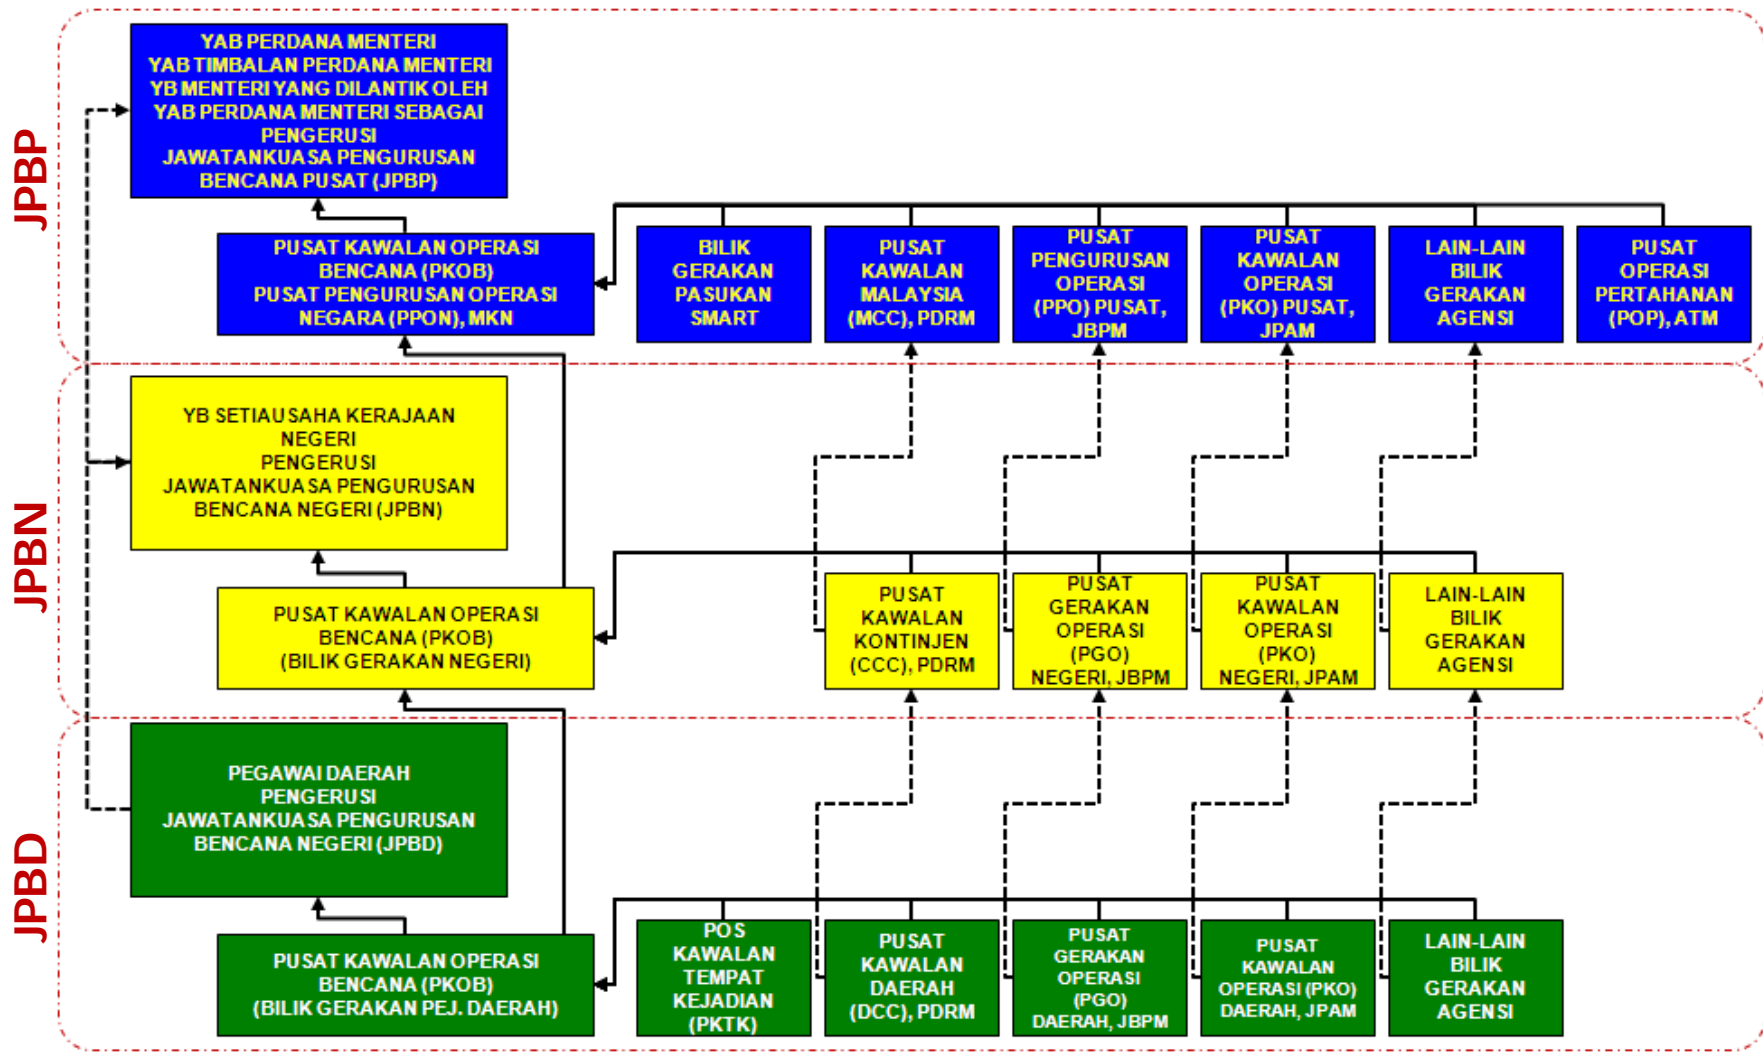 JPBP
YAB PERDANA MENTERI
YAB TIMBALAN PERDANA MENTERI
YB MENTERI YANG DILANTIK OLEH
YAB PERDANA MENTERI SEBAGAI
PENGERUSI
JAWATANKUASA PENGURUSAN
BENCANA PUSAT (JPBP)
PUSAT KAWALAN OPERASI
BENCANA (PKOB)
PUSAT PENGURUSAN OPERASI
NEGARA (PPON), MKN
BILIK
GERAKAN
PASUKAN
SMART
PUSAT
KAWALAN
MALAYSIA
(MCC), PDRM
PUSAT
PENGURUSAN
OPERASI
(PPO) PUSAT,
JBPM
PUSAT
KAWALAN
OPERASI
(PKO) PUSAT,
JPAM
LAIN-LAIN
BILIK
GERAKAN
AGENSI
PUSAT
OPERASI
PERTAHANAN
(POP), ATM
JPBN
YB SETIAUSAHA KERAJAAN
NEGERI
PENGERUSI
JAWATANKUASA PENGURUSAN
BENCANA NEGERI (JPBN)
PUSAT KAWALAN OPERASI
BENCANA (PKOB)
(BILIK GERAKAN NEGERI)
PUSAT
KAWALAN
KONTINJEN
(CCC), PDRM
PUSAT
GERAKAN
OPERASI
(PGO)
NEGERI, JBPM
PUSAT
KAWALAN
OPERASI
(PKO)
NEGERI, JPAM
LAIN-LAIN
BILIK
GERAKAN
AGENSI
JPBD
PEGAWAI DAERAH
PENGERUSI
JAWATANKUASA PENGURUSAN
BENCANA NEGERI (JPBD)
PUSAT KAWALAN OPERASI
BENCANA (PKOB)
(BILIK GERAKAN PEJ. DAERAH)
POS
KAWALAN
TEMPAT
KEJADIAN
(PKTK)
PUSAT
KAWALAN
DAERAH
(DCC), PDRM
PUSAT
GERAKAN
OPERASI
(PGO)
DAERAH, JBPM
PUSAT
KAWALAN
OPERASI (PKO)
DAERAH, JPAM
LAIN-LAIN
BILIK
GERAKAN
AGENSI